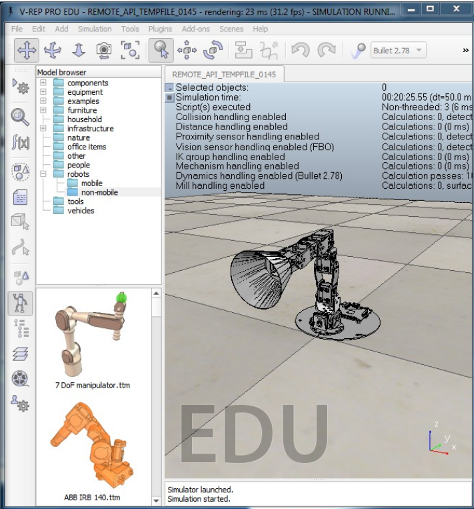 V-REP PRO EDU - REMOTE_API_TEMPFILE_0145 - rendering: 23 ms (31.2 fps) - SIMULATION RUNNI...
File Edit Add Simulation Tools Plugins Add-ons Scenes Help
Bullet 2.78
»
Model browser
components
equipment
examples
furniture
household
infrastructure
nature
office items
other
people
robots
mobile
non-mobile
tools
vehicles
7 DoF manipulator.ttm
ABB IRB 140.ttm
REMOTE_API_TEMPFILE_0145
Selected objects: 0
Simulation time: 00:20:25.55 (dt=50.0 m
Script(s) executed Non-threaded: 3 (6 ms
Collision handling enabled Calculations: 0, detect
Distance handling enabled Calculations: 0 (0 ms)
Proximity sensor handling enabled Calculations: 0, detect
Vision sensor handling enabled (FBO) Calculations: 0, detect
IK group handling enabled Calculations: 0 (0 ms)
Mechanism handling enabled Calculations: 0 (0 ms)
Dynamics handling enabled (Bullet 2.78) Calculation passes: 10
Mill handling enabled Calculations: 0, surfac
EDU
z
y
x
Simulator launched.
Simulation started.